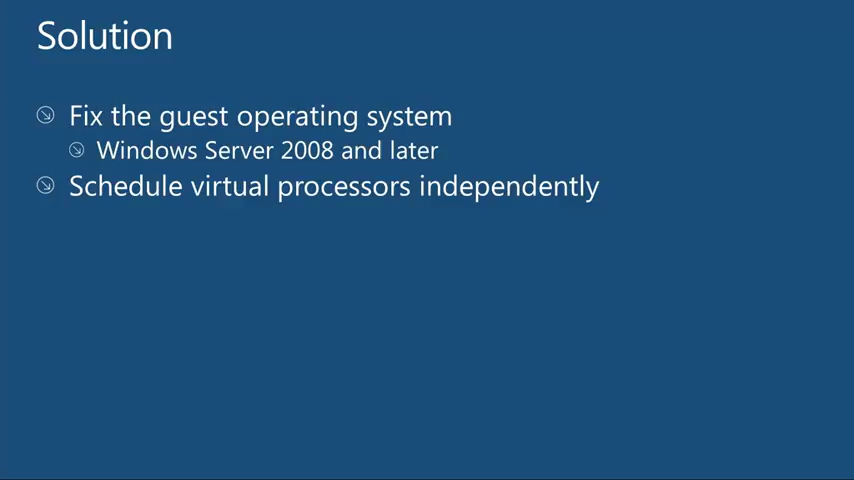 Solution
Fix the guest operating system
Windows Server 2008 and later
Schedule virtual processors independently